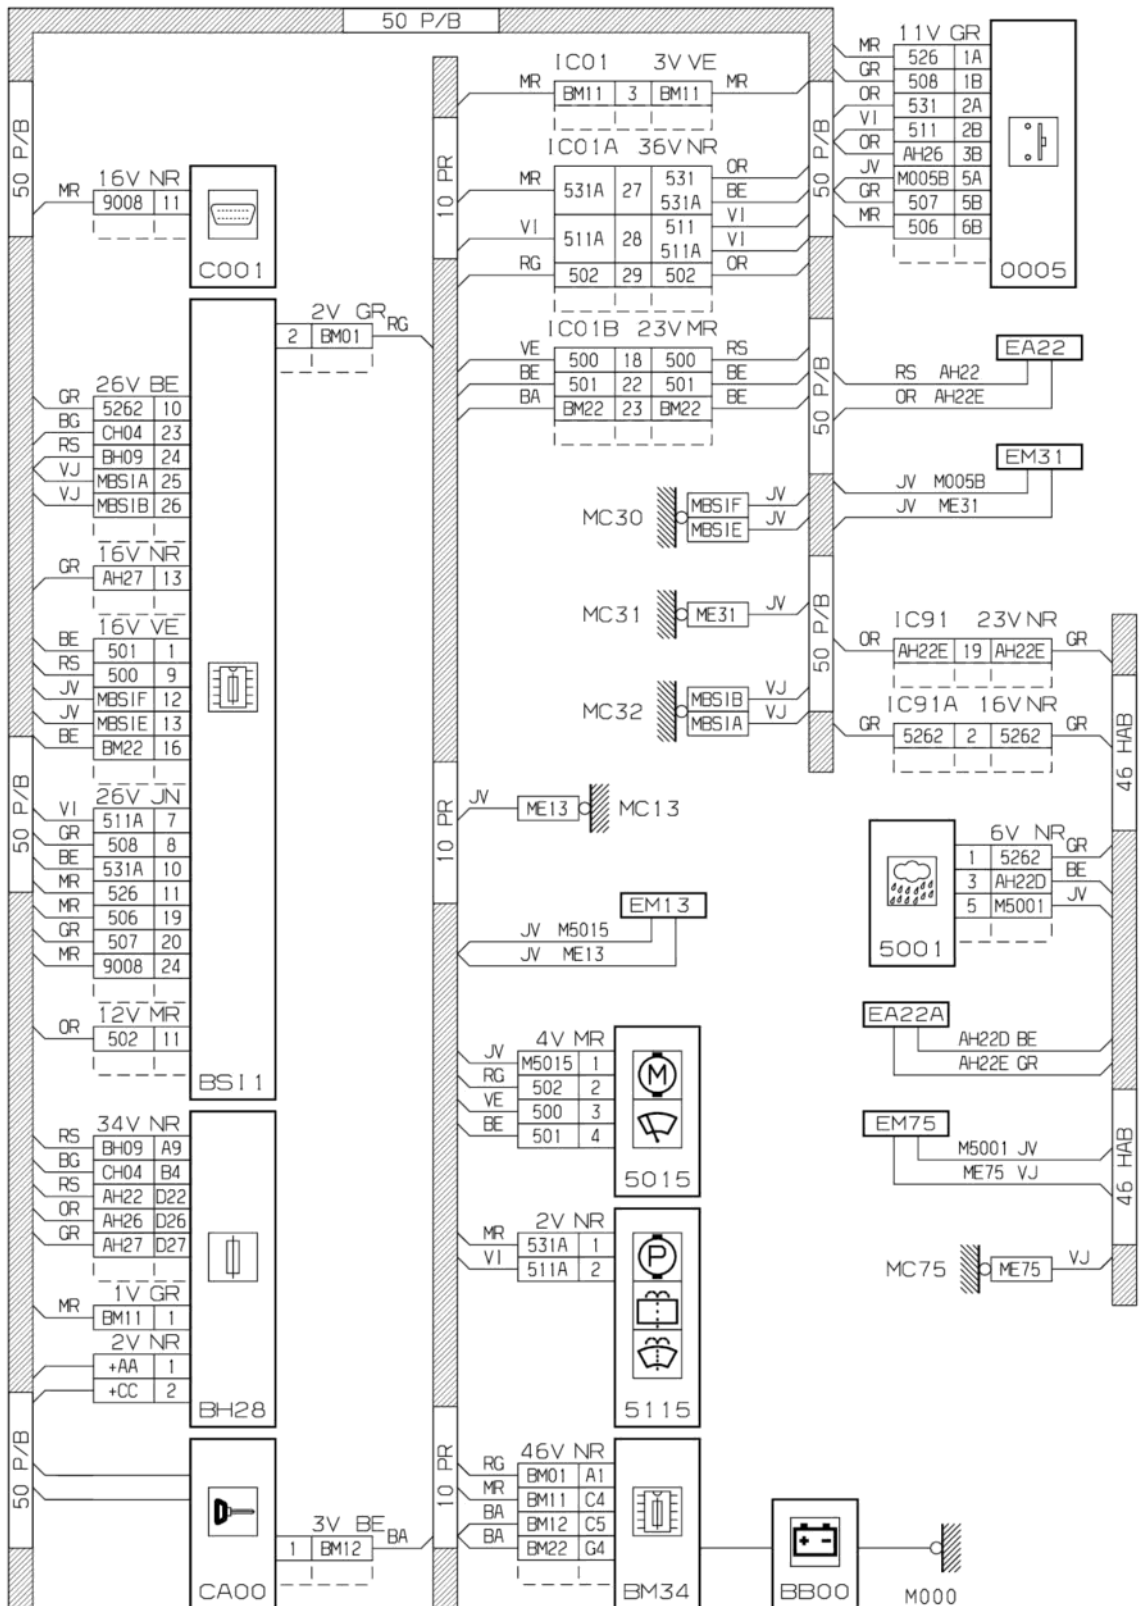 50 P/B
11V GR
MR 526 1A
GR 508 1B
OR 531 2A
VI 511 2B
OR AH26 3B
JV M005B 5A
GR 507 5B
MR 506 6B
0005
IC01 3V VE
MR BM11 3 BM11 MR
IC01A 36V NR
MR 531A 27 531 OR
531A BE
VI 511A 28 511 VI
511A VI
RG 502 29 502 OR
IC01B 23V MR
VE 500 18 500 RS
BE 501 22 501 BE
BA BM22 23 BM22 BE
50 P/B
10 PR
50 P/B
16V NR
MR 9008 11
C001
2V GR
2 BM01 RG
26V BE
GR 5262 10
BG CH04 23
RS BH09 24
VJ MBSIA 25
VJ MBSIB 26
16V NR
GR AH27 13
16V VE
BE 501 1
RS 500 9
JV MBSIF 12
JV MBSIE 13
BE BM22 16
26V JN
VI 511A 7
GR 508 8
BE 531A 10
MR 526 11
MR 506 19
GR 507 20
MR 9008 24
12V MR
OR 502 11
BSI1
50 P/B
50 P/B
EA22
RS AH22
OR AH22E
EM31
JV M005B
JV ME31
MC30 MBSIF JV
MBSIE JV
MC31 ME31 JV
MC32 MBSIB VJ
MBSIA VJ
50 P/B
IC91 23V NR
OR AH22E 19 AH22E GR
IC91A 16V NR
GR 5262 2 5262 GR
46 HAB
10 PR
JV ME13 MC13
6V NR
1 5262 GR
3 AH22D BE
5 M5001 JV
5001
EM13
JV M5015
JV ME13
EA22A
AH22D BE
AH22E GR
4V MR
JV M5015 1
RG 502 2
VE 500 3
BE 501 4
M
5015
EM75
M5001 JV
ME75 VJ
46 HAB
MC75 ME75 VJ
34V NR
RS BH09 A9
BG CH04 B4
RS AH22 D22
OR AH26 D26
GR AH27 D27
1V GR
MR BM11 1
2V NR
+AA 1
+CC 2
BH28
2V NR
MR 531A 1
VI 511A 2
P
5115
50 P/B
CA00
3V BE
1 BM12 BA
10 PR
46V NR
RG BM01 A1
MR BM11 C4
BA BM12 C5
BA BM22 G4
BM34
+ -
BB00
M000